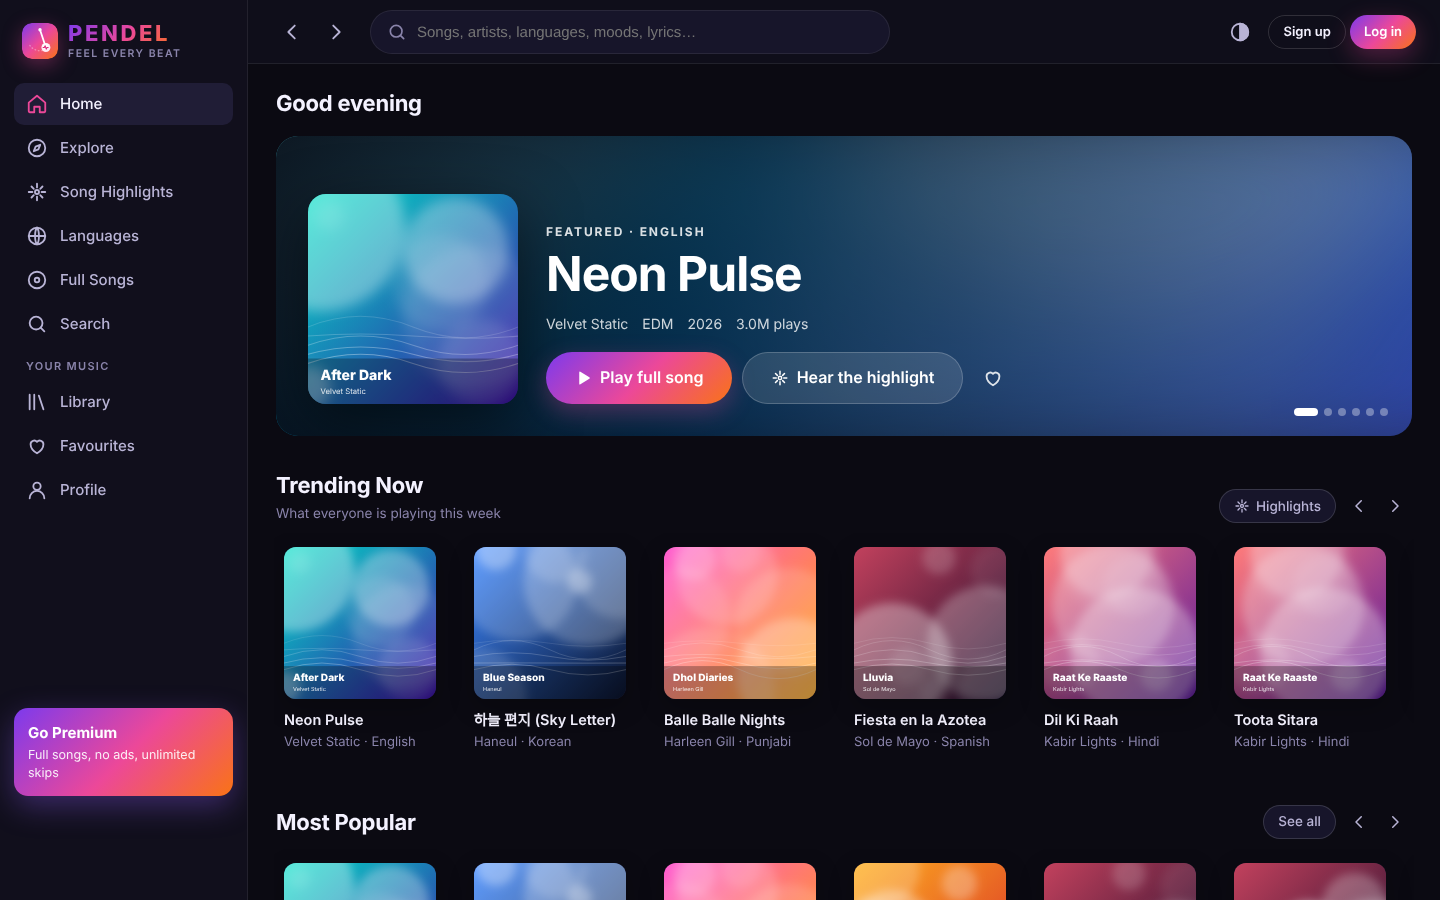 PENDEL
FEEL EVERY BEAT
Home
Explore
Song Highlights
Languages
Full Songs
Search
YOUR MUSIC
Library
Favourites
Profile
Go Premium
Full songs, no ads, unlimited
skips
Songs, artists, languages, moods, lyrics…
Sign up
Log in
Good evening
After Dark
Velvet Static
FEATURED · ENGLISH
Neon Pulse
Velvet Static EDM 2026 3.0M plays
Play full song
Hear the highlight
Trending Now
What everyone is playing this week
Highlights
After Dark
Velvet Static
Neon Pulse
Velvet Static · English
Blue Season
Haneul
하늘 편지 (Sky Letter)
Haneul · Korean
Dhol Diaries
Harleen Gill
Balle Balle Nights
Harleen Gill · Punjabi
Lluvia
Sol de Mayo
Fiesta en la Azotea
Sol de Mayo · Spanish
Raat Ke Raaste
Kabir Lights
Dil Ki Raah
Kabir Lights · Hindi
Raat Ke Raaste
Kabir Lights
Toota Sitara
Kabir Lights · Hindi
Most Popular
See all